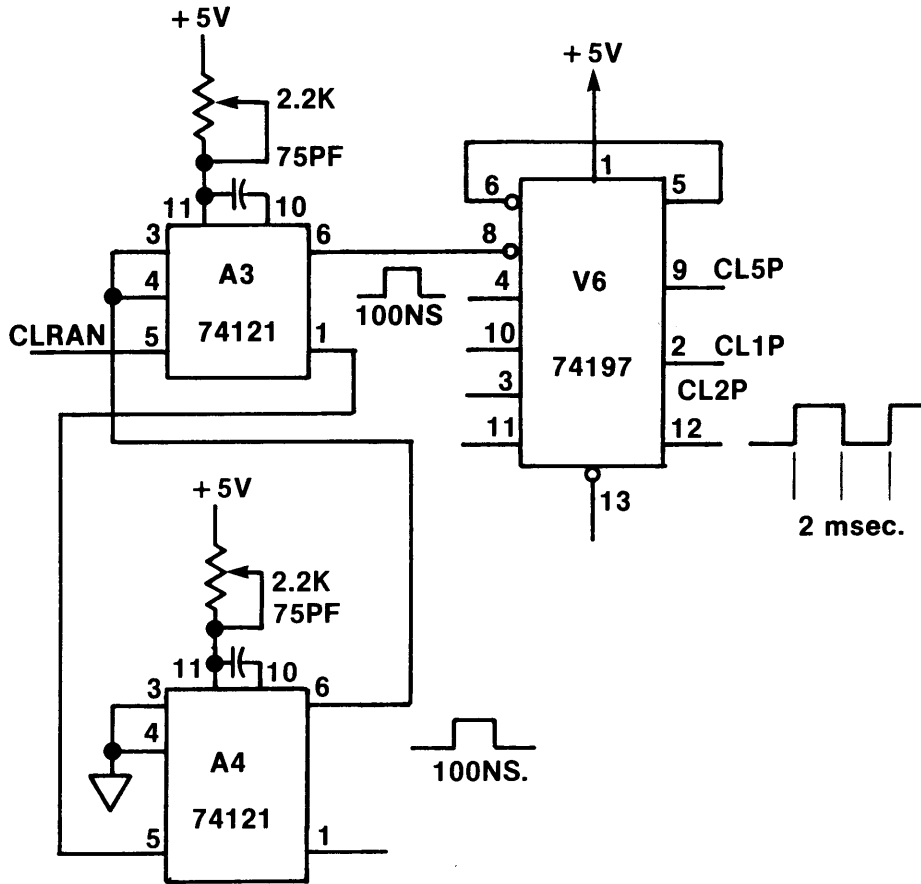 + 5V
2.2K
75PF
11
10
3
4
CLRAN
5
A3
74121
6
1
100NS
+ 5V
1
6
5
8
4
10
3
11
V6
74197
9
CL5P
2
CL1P
CL2P
12
13
2 msec.
+ 5V
2.2K
75PF
11
10
3
4
5
A4
74121
6
1
100NS.